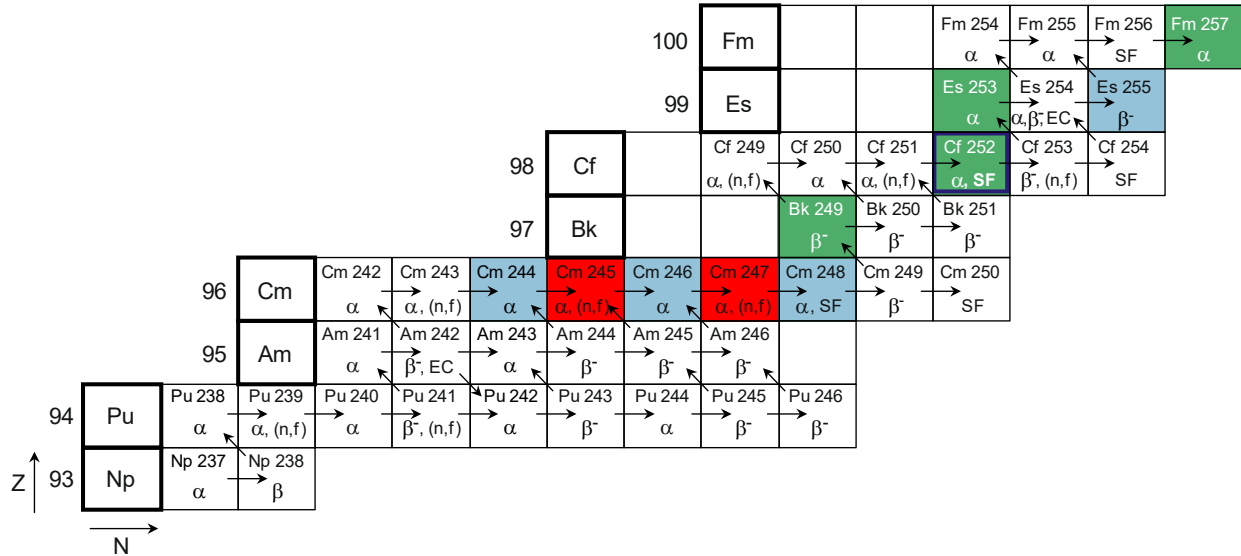 100 Fm Fm 254 Fm 255 Fm 256 Fm 257
α α SF α
99 Es Es 253 Es 254 Es 255
α α,β⁻,EC β⁻
98 Cf Cf 249 Cf 250 Cf 251 Cf 252 Cf 253 Cf 254
α, (n,f) α α, (n,f) α, SF β⁻, (n,f) SF
97 Bk Bk 249 Bk 250 Bk 251
β⁻ β⁻ β⁻
96 Cm Cm 242 Cm 243 Cm 244 Cm 245 Cm 246 Cm 247 Cm 248 Cm 249 Cm 250
α α, (n,f) α α, (n,f) α α, (n,f) α, SF β⁻ SF
95 Am Am 241 Am 242 Am 243 Am 244 Am 245 Am 246
α β⁻, EC α β⁻ β⁻ β⁻
94 Pu Pu 238 Pu 239 Pu 240 Pu 241 Pu 242 Pu 243 Pu 244 Pu 245 Pu 246
α α, (n,f) α β⁻, (n,f) α β⁻ α β⁻ β⁻
Z 93 Np Np 237 Np 238
α β
N